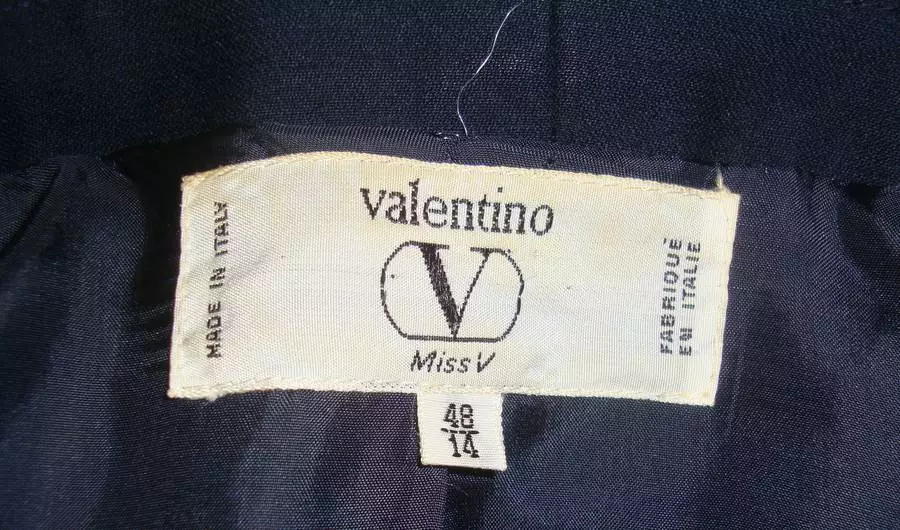 MADE IN ITALY
valentino
V
Miss V
FABRIQUÉ
EN ITALIE
48
14